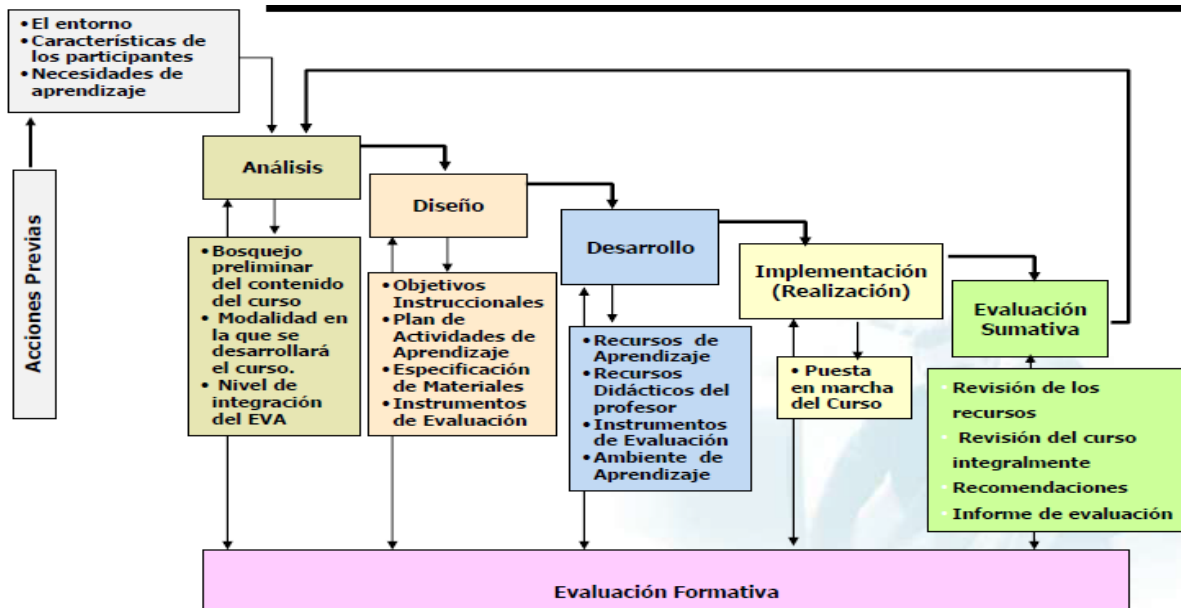 • El entorno
• Características de
los participantes
• Necesidades de
aprendizaje
Acciones Previas
Análisis
• Bosquejo
preliminar
del contenido
del curso
• Modalidad en
la que se
desarrollará
el curso.
• Nivel de
integración
del EVA
Diseño
• Objetivos
Instruccionales
• Plan de
Actividades de
Aprendizaje
• Especificación
de Materiales
• Instrumentos
de Evaluación
Desarrollo
• Recursos de
Aprendizaje
• Recursos
Didácticos del
profesor
• Instrumentos
de Evaluación
• Ambiente de
Aprendizaje
Implementación
(Realización)
• Puesta
en marcha
del Curso
Evaluación
Sumativa
• Revisión de los
recursos
• Revisión del curso
integralmente
• Recomendaciones
• Informe de evaluación
Evaluación Formativa